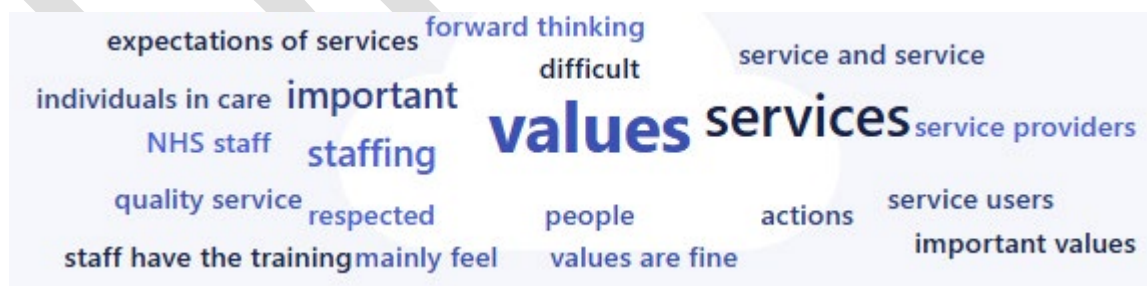 forward thinking
expectations of services
difficult
service and service
individuals in care
important
values
services
service providers
NHS staff
staffing
quality service
respected
people
actions
service users
staff have the training
mainly feel
values are fine
important values